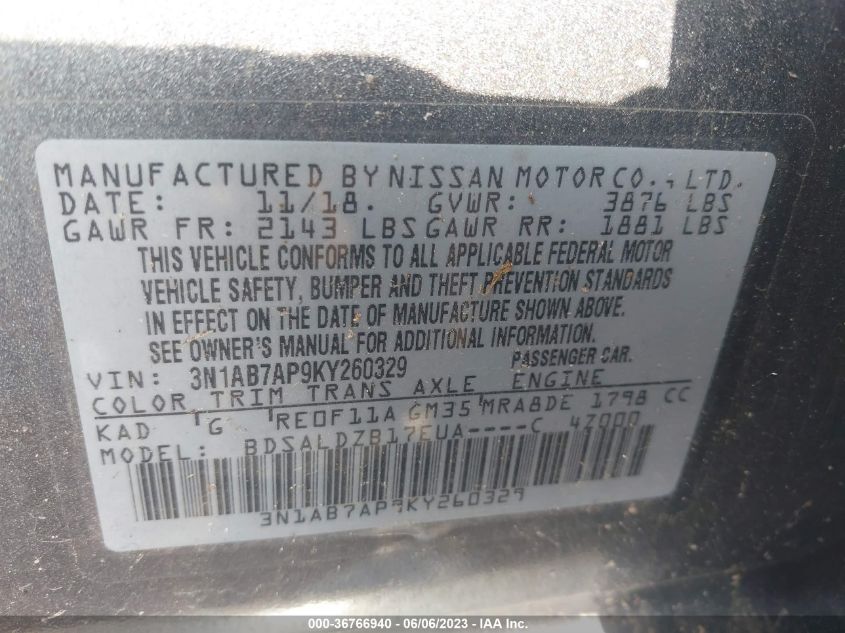 MANUFACTURED BY NISSAN MOTOR CO., LTD.
DATE: 11/18. GVWR: 3876 LBS
GAWR FR: 2143 LBS GAWR RR: 1881 LBS
THIS VEHICLE CONFORMS TO ALL APPLICABLE FEDERAL MOTOR
VEHICLE SAFETY, BUMPER AND THEFT PREVENTION STANDARDS
IN EFFECT ON THE DATE OF MANUFACTURE SHOWN ABOVE.
SEE OWNER'S MANUAL FOR ADDITIONAL INFORMATION.
VIN: 3N1AB7AP9KY260329 PASSENGER CAR.
COLOR TRIM TRANS AXLE ENGINE
KAD G RE0F11A GM35 MRA8DE 1798 CC
MODEL: BDSALDZB17EUA----C 4Z000
3N1AB7AP9KY260329
000-36766940 - 06/06/2023 - IAAI.com